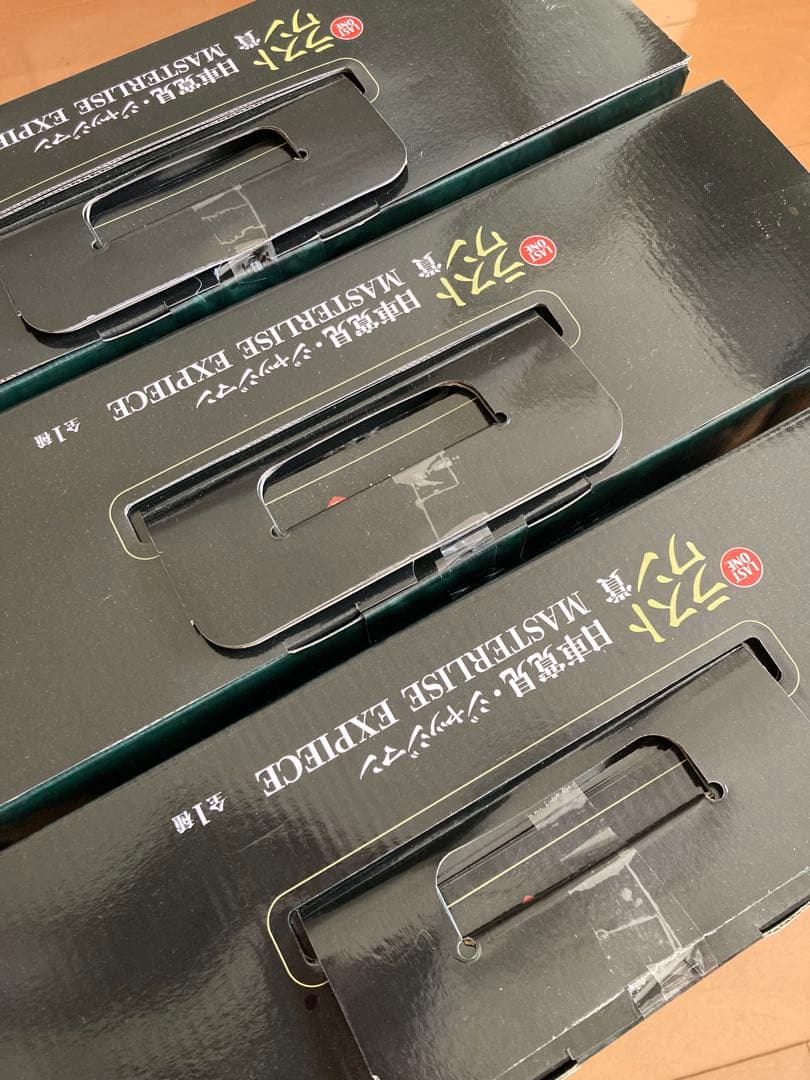 LAST
ONE
ラスト
ワン賞
日車寛見・ジャッジマン
MASTERLISE EXPIE
LAST
ONE
ラスト
ワン賞
日車寛見・ジャッジマン
MASTERLISE EXPIECE
全1種
LAST
ONE
ラスト
ワン賞
日車寛見・ジャッジマン
MASTERLISE EXPIECE
全1種